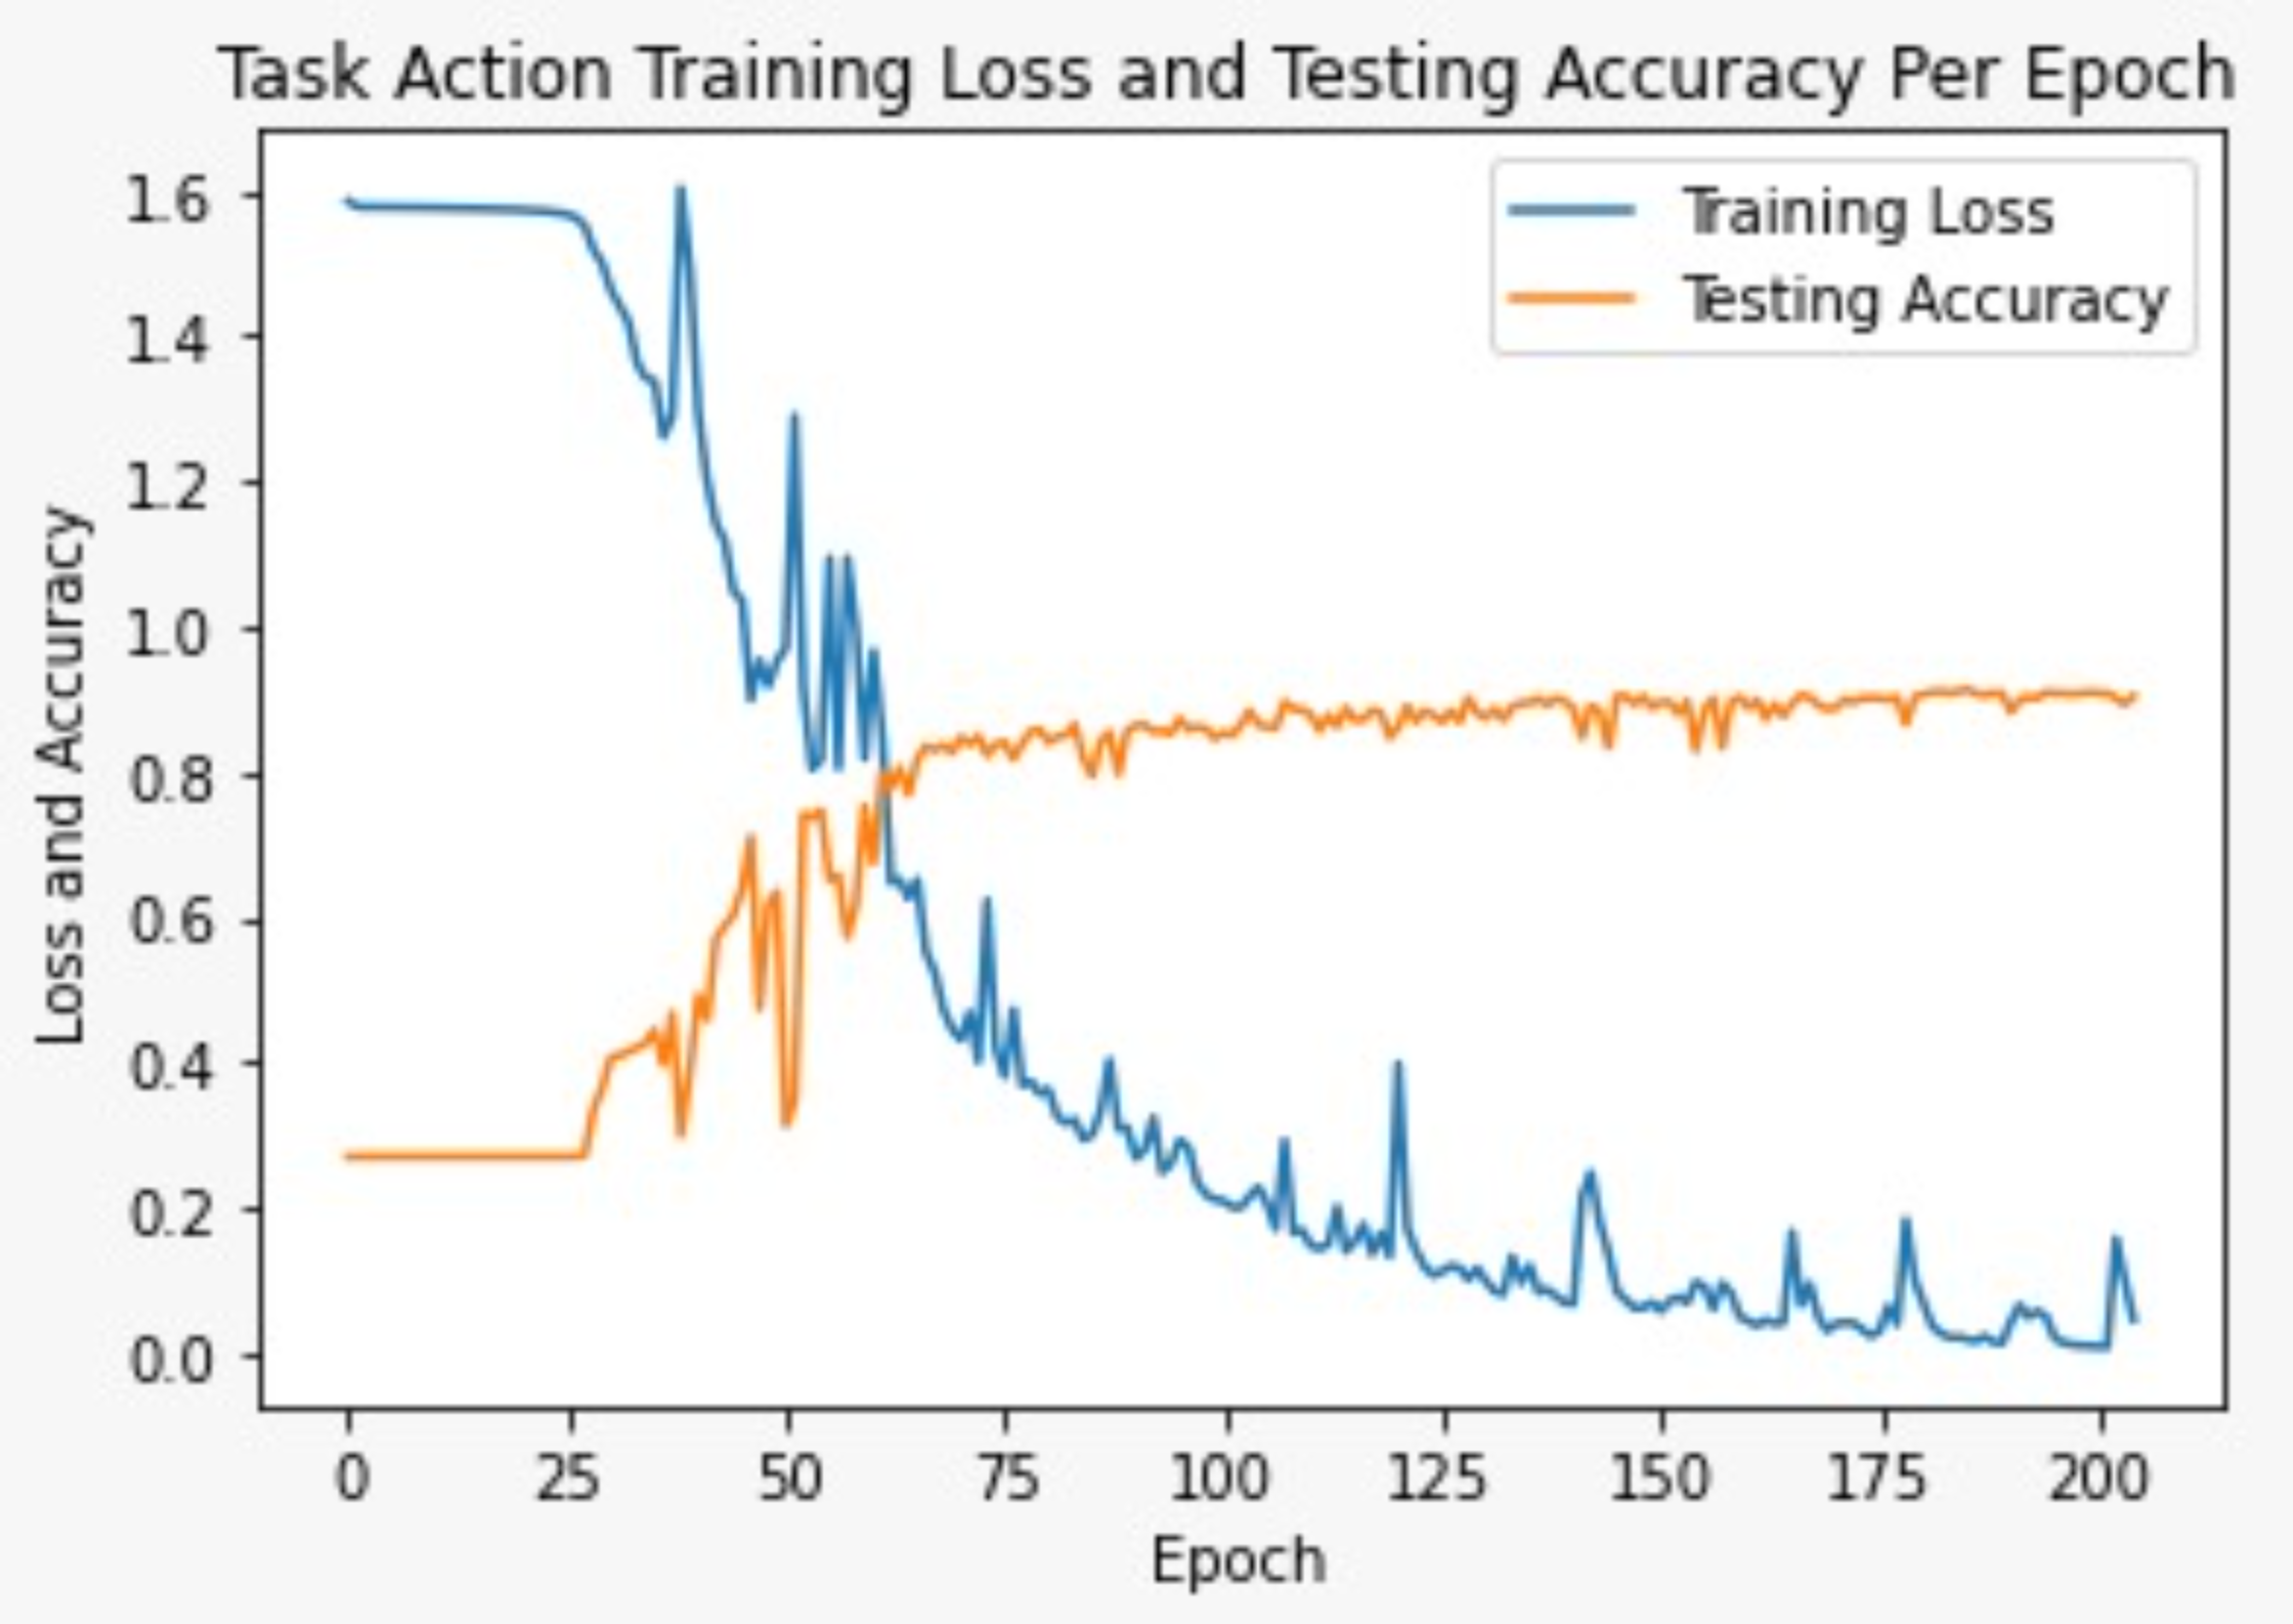 Task Action Training Loss and Testing Accuracy Per Epoch
Training Loss
Testing Accuracy
Loss and Accuracy
1.6
1.4
1.2
1.0
0.8
0.6
0.4
0.2
0.0
0 25 50 75 100 125 150 175 200
Epoch